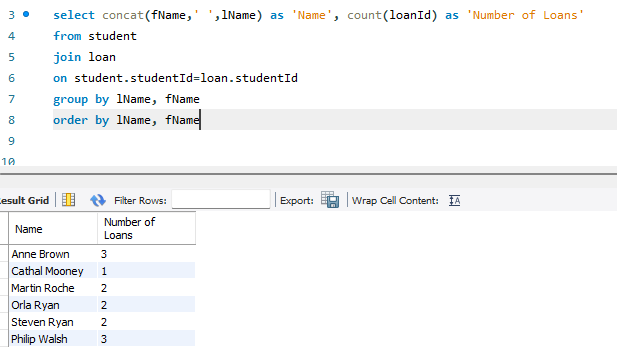 3 select concat(fName,' ',lName) as 'Name', count(loanId) as 'Number of Loans'
4 from student
5 join loan
6 on student.studentId=loan.studentId
7 group by lName, fName
8 order by lName, fName
9
10
esult Grid Filter Rows: Export: Wrap Cell Content: IA
Name Number of
Loans
Anne Brown 3
Cathal Mooney 1
Martin Roche 2
Orla Ryan 2
Steven Ryan 2
Philip Walsh 3